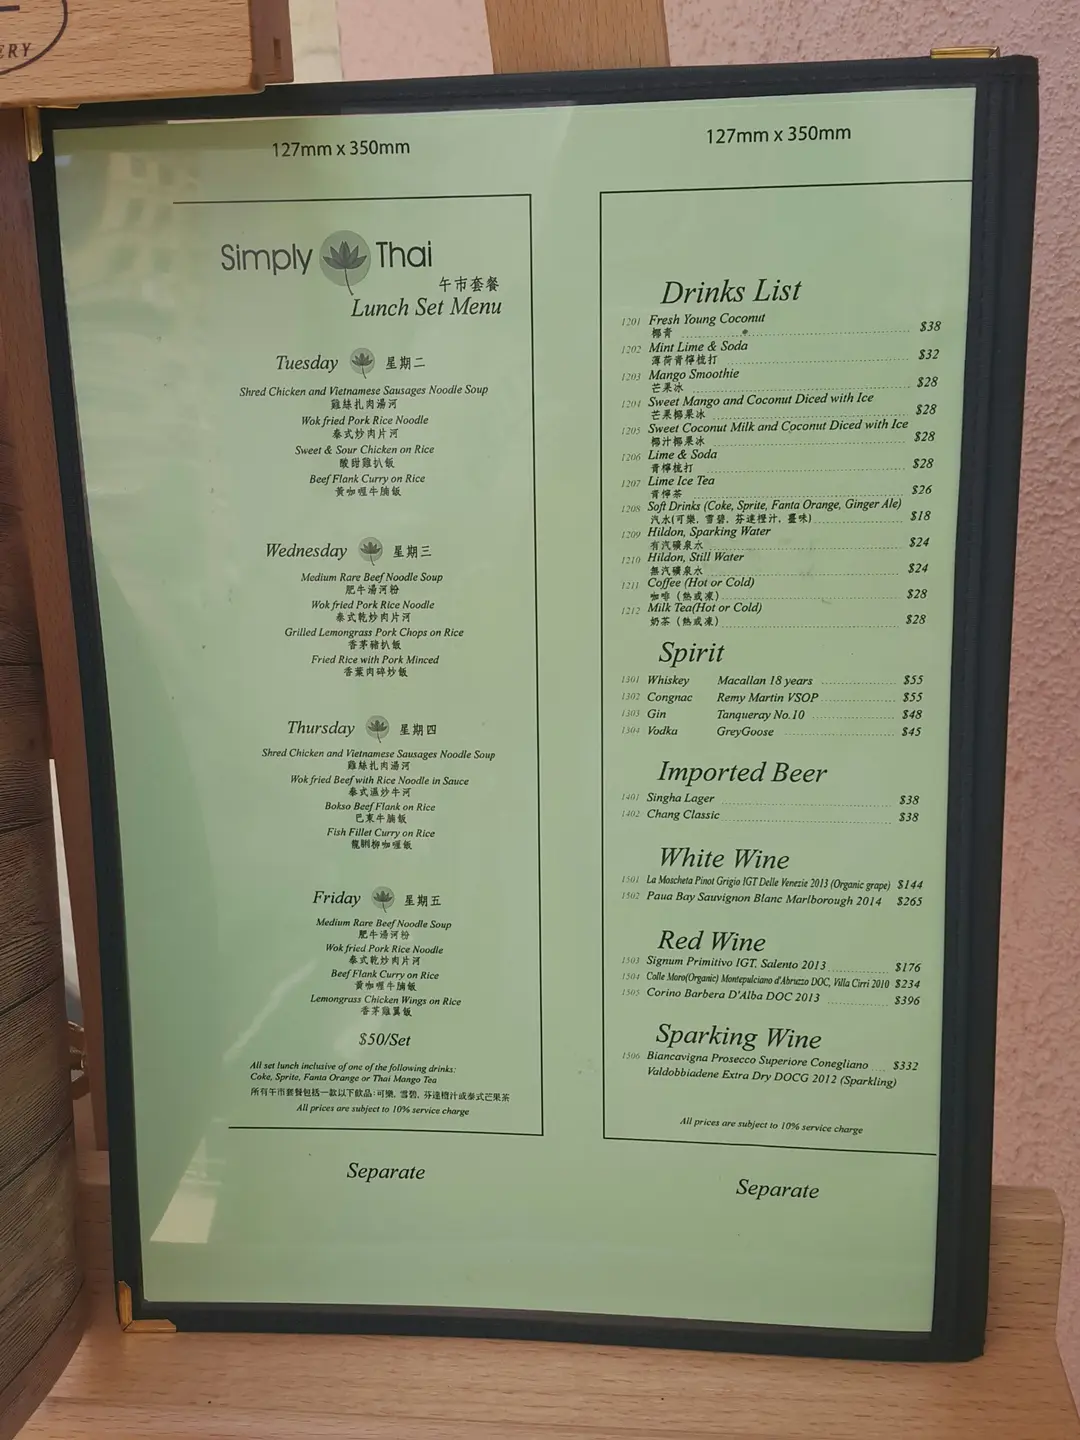 ERY
127mm x 350mm
Simply Thai
午市套餐
Lunch Set Menu
Tuesday 星期二
Shred Chicken and Vietnamese Sausages Noodle Soup
雞絲扎肉湯河
Wok fried Pork Rice Noodle
泰式炒肉片河
Sweet & Sour Chicken on Rice
酸甜雞扒飯
Beef Flank Curry on Rice
黃咖喱牛腩飯
Wednesday 星期三
Medium Rare Beef Noodle Soup
肥牛湯河粉
Wok fried Pork Rice Noodle
泰式乾炒肉片河
Grilled Lemongrass Pork Chops on Rice
香茅豬扒飯
Fried Rice with Pork Minced
香葉肉碎炒飯
Thursday 星期四
Shred Chicken and Vietnamese Sausages Noodle Soup
雞絲扎肉湯河
Wok fried Beef with Rice Noodle in Sauce
泰式濕炒牛河
Bokso Beef Flank on Rice
巴東牛腩飯
Fish Fillet Curry on Rice
龍脷柳咖喱飯
Friday 星期五
Medium Rare Beef Noodle Soup
肥牛湯河粉
Wok fried Pork Rice Noodle
泰式乾炒肉片河
Beef Flank Curry on Rice
黃咖喱牛腩飯
Lemongrass Chicken Wings on Rice
香茅雞翼飯
$50/Set
All set lunch inclusive of one of the following drinks:
Coke, Sprite, Fanta Orange or Thai Mango Tea
所有午市套餐包括一款以下飲品:可樂, 雪碧, 芬達橙汁或泰式芒果茶
All prices are subject to 10% service charge
Separate
127mm x 350mm
Drinks List
1201 Fresh Young Coconut
椰青 $38
1202 Mint Lime & Soda
薄荷青檸梳打 $32
1203 Mango Smoothie
芒果冰 $28
1204 Sweet Mango and Coconut Diced with Ice
芒果椰果冰 $28
1205 Sweet Coconut Milk and Coconut Diced with Ice
椰汁椰果冰 $28
1206 Lime & Soda
青檸梳打 $28
1207 Lime Ice Tea
青檸茶 $26
1208 Soft Drinks (Coke, Sprite, Fanta Orange, Ginger Ale)
汽水(可樂, 雪碧, 芬達橙汁, 薑味) $18
1209 Hildon, Sparking Water
有汽礦泉水 $24
1210 Hildon, Still Water
無汽礦泉水 $24
1211 Coffee (Hot or Cold)
咖啡 (熱或凍) $28
1212 Milk Tea(Hot or Cold)
奶茶 (熱或凍) $28
Spirit
1301 Whiskey Macallan 18 years $55
1302 Congnac Remy Martin VSOP $55
1303 Gin Tanqueray No.10 $48
1304 Vodka GreyGoose $45
Imported Beer
1401 Singha Lager $38
1402 Chang Classic $38
White Wine
1501 La Moscheta Pinot Grigio IGT Delle Venezie 2013 (Organic grape) $144
1502 Paua Bay Sauvignon Blanc Marlborough 2014 $265
Red Wine
1503 Signum Primitivo IGT, Salento 2013 $176
1504 Colle Moro(Organic) Montepulciano d'Abruzzo DOC, Villa Cirri 2010 $234
1505 Corino Barbera D'Alba DOC 2013 $396
Sparking Wine
1506 Biancavigna Prosecco Superiore Conegliano $332
Valdobbiadene Extra Dry DOCG 2012 (Sparkling)
All prices are subject to 10% service charge
Separate